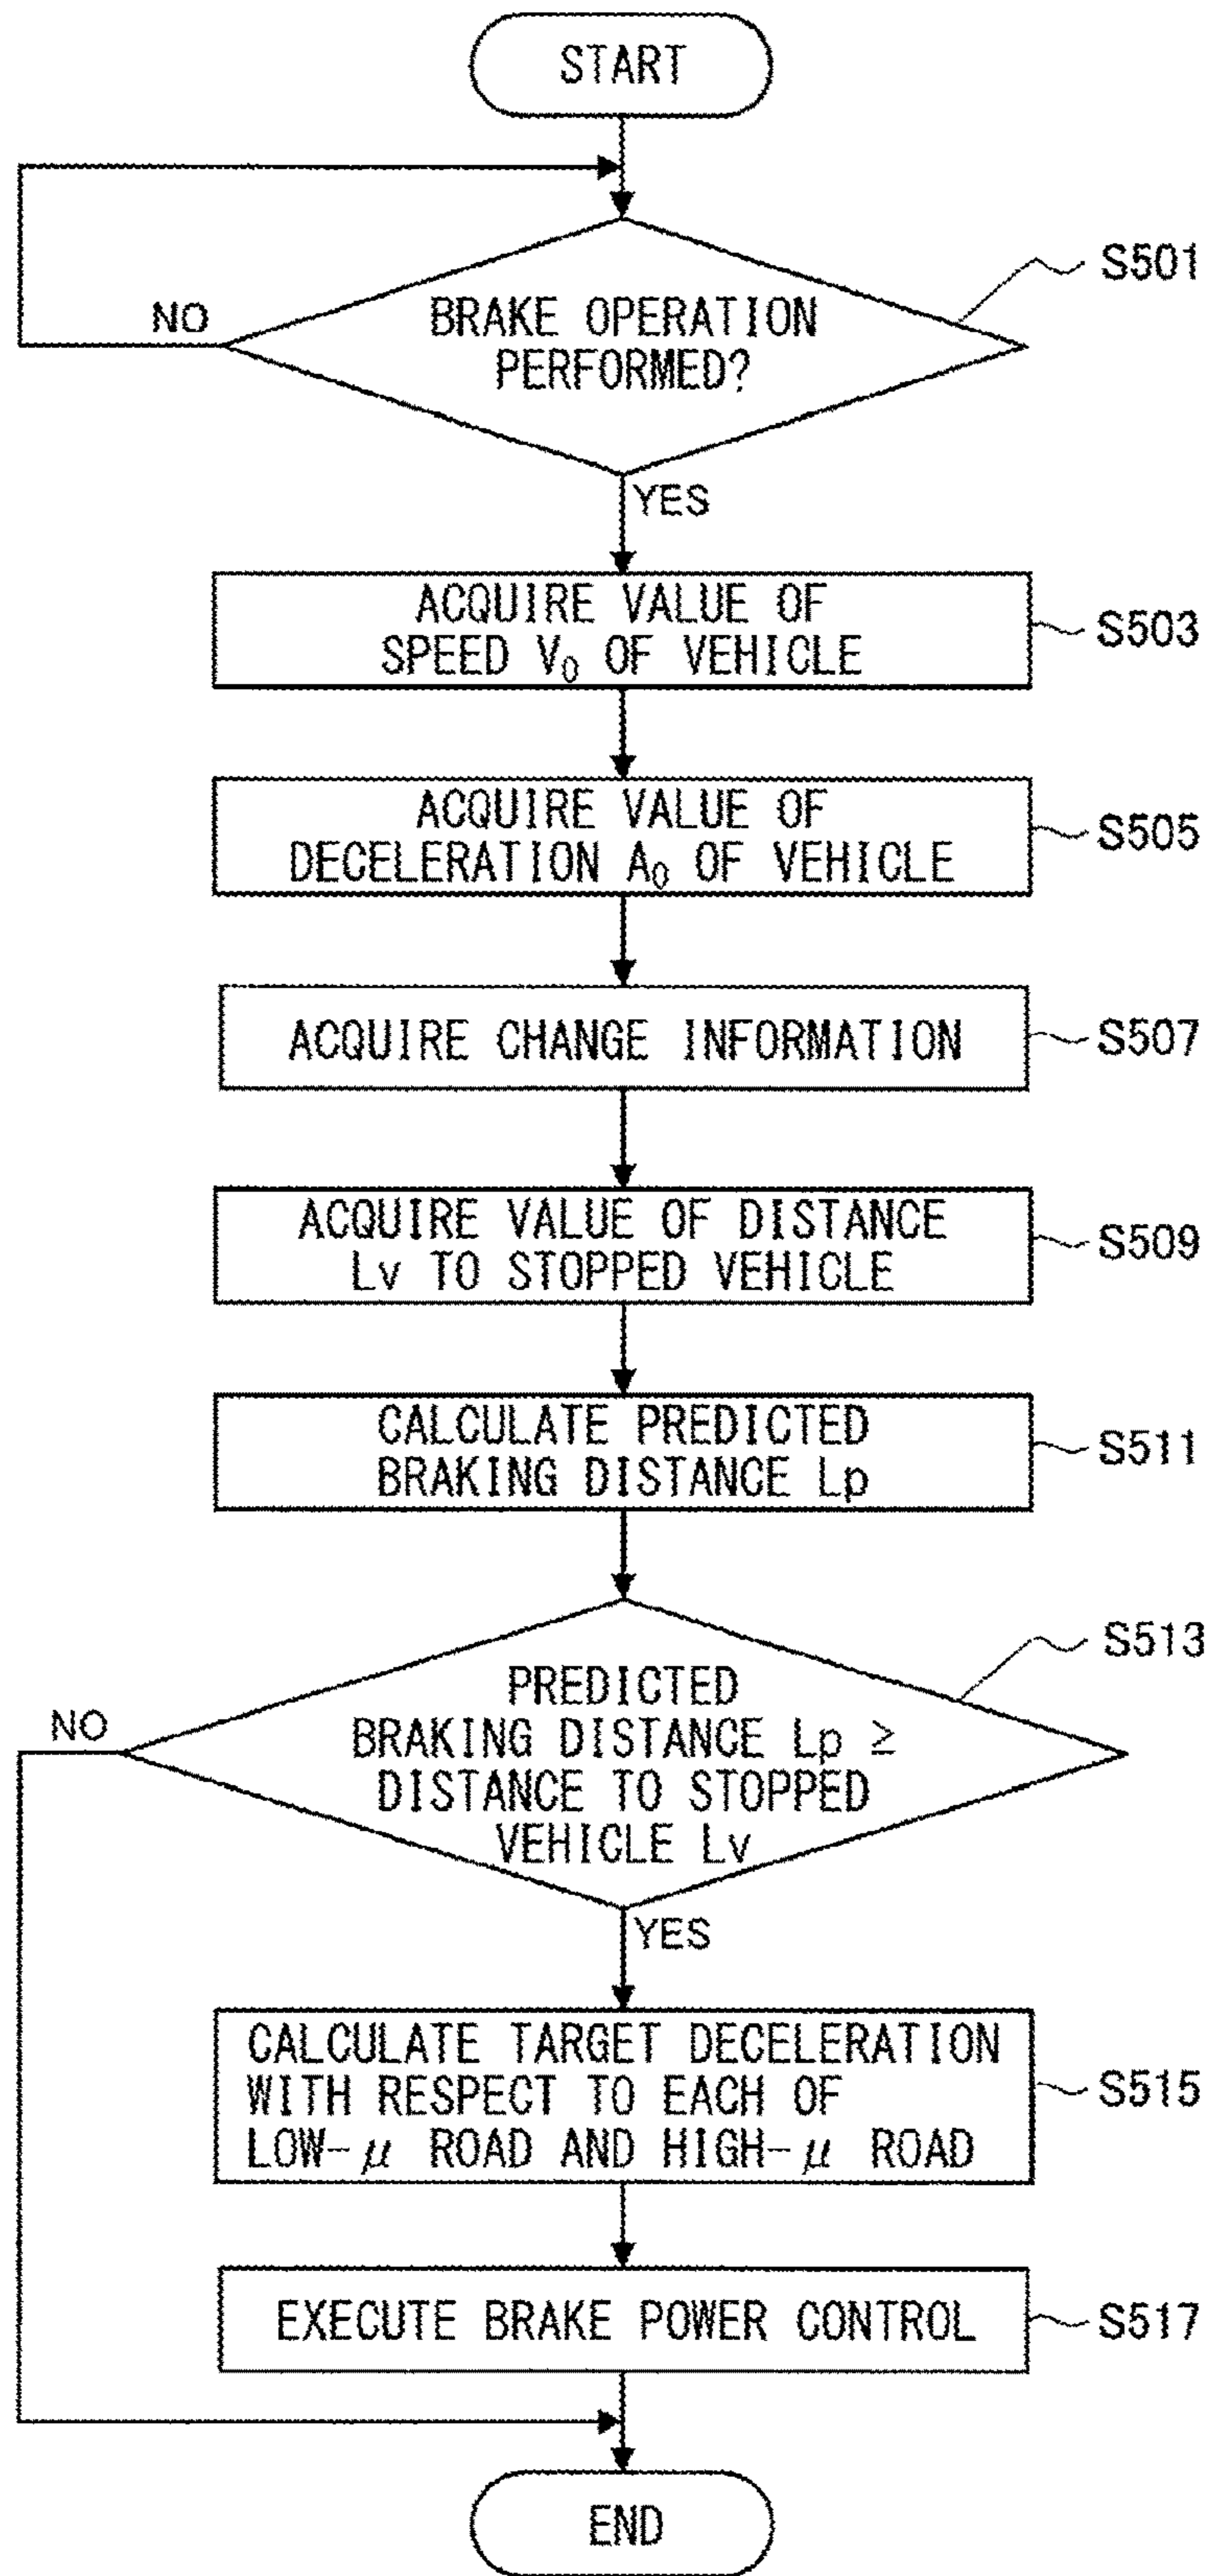 START
S501
BRAKE OPERATION
PERFORMED?
NO
YES
ACQUIRE VALUE OF
SPEED V₀ OF VEHICLE
S503
ACQUIRE VALUE OF
DECELERATION A₀ OF VEHICLE
S505
ACQUIRE CHANGE INFORMATION
S507
ACQUIRE VALUE OF DISTANCE
Lv TO STOPPED VEHICLE
S509
CALCULATE PREDICTED
BRAKING DISTANCE Lp
S511
S513
PREDICTED
BRAKING DISTANCE Lp ≥
DISTANCE TO STOPPED
VEHICLE Lv
NO
YES
CALCULATE TARGET DECELERATION
WITH RESPECT TO EACH OF
LOW-μ ROAD AND HIGH-μ ROAD
S515
EXECUTE BRAKE POWER CONTROL
S517
END